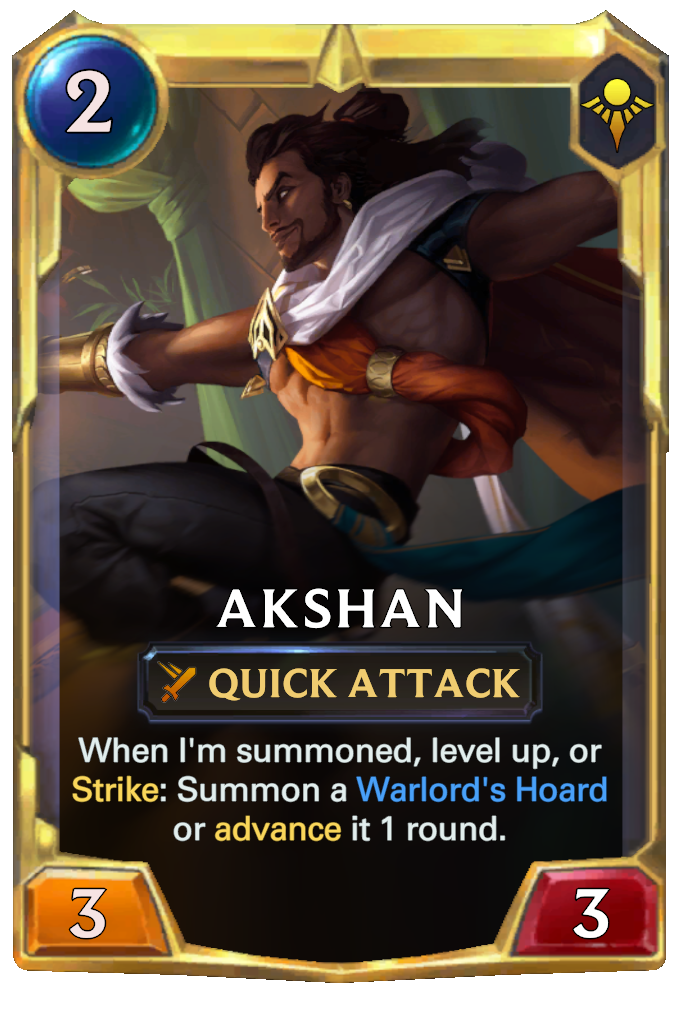 2
AKSHAN
QUICK ATTACK
When I'm summoned, level up, or
Strike: Summon a Warlord's Hoard
or advance it 1 round.
3
3